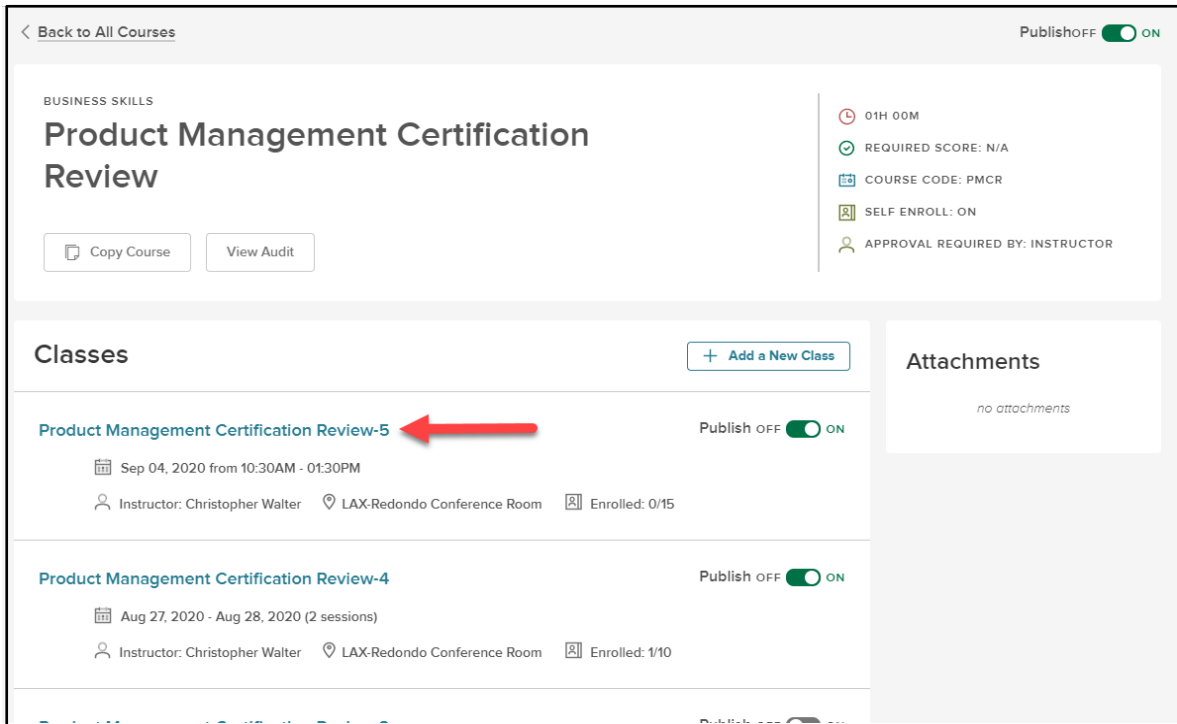 Back to All Courses
PublishOFF ON
BUSINESS SKILLS
Product Management Certification
Review
Copy Course
View Audit
01H 00M
REQUIRED SCORE: N/A
COURSE CODE: PMCR
SELF ENROLL: ON
APPROVAL REQUIRED BY: INSTRUCTOR
Classes
+ Add a New Class
Product Management Certification Review-5
Publish OFF ON
Sep 04, 2020 from 10:30AM - 01:30PM
Instructor: Christopher Walter LAX-Redondo Conference Room Enrolled: 0/15
Product Management Certification Review-4
Publish OFF ON
Aug 27, 2020 - Aug 28, 2020 (2 sessions)
Instructor: Christopher Walter LAX-Redondo Conference Room Enrolled: 1/10
Attachments
no attachments